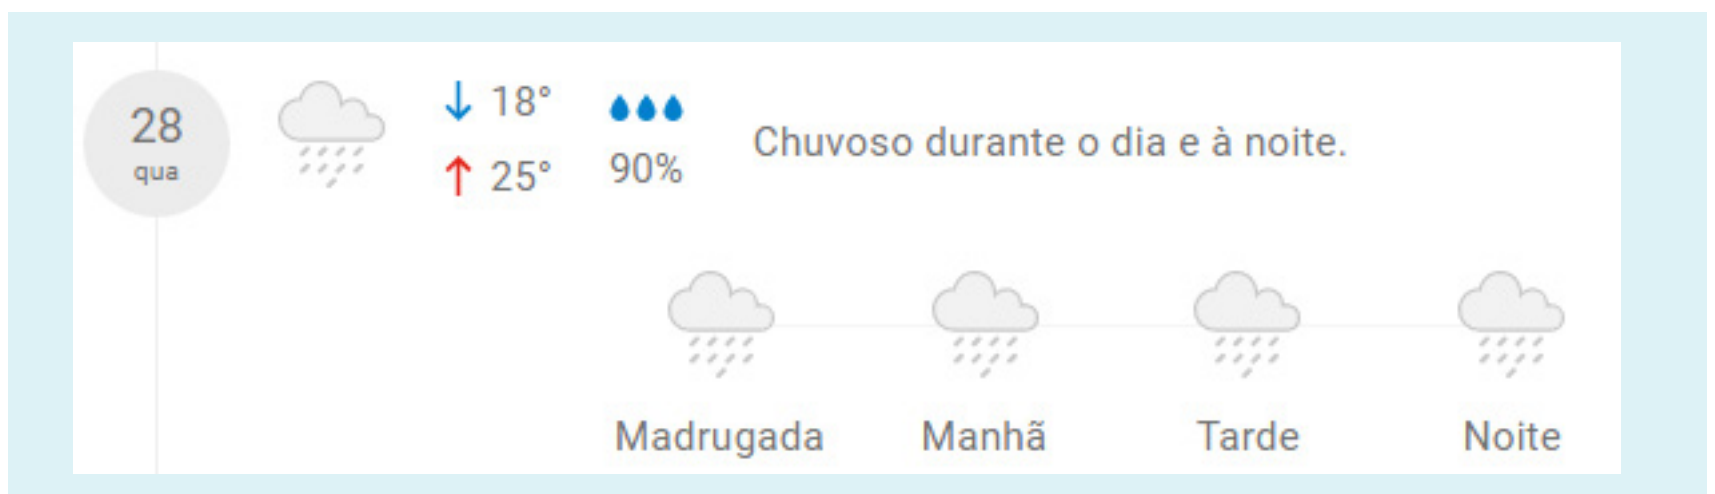 28
qua
18°
25°
90%
Chuvoso durante o dia e à noite.
Madrugada
Manhã
Tarde
Noite